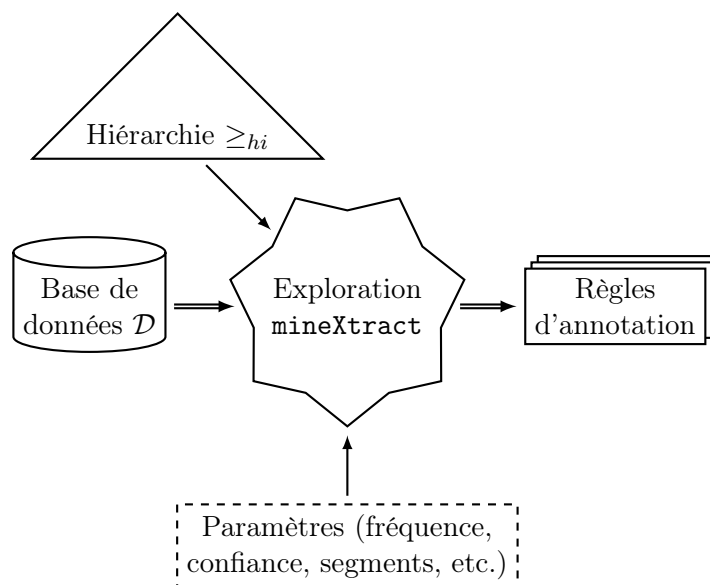 Hiérarchie ≥hi
Base de
données 𝒟
Exploration
mineXtract
Règles
d'annotation
Paramètres (fréquence,
confiance, segments, etc.)